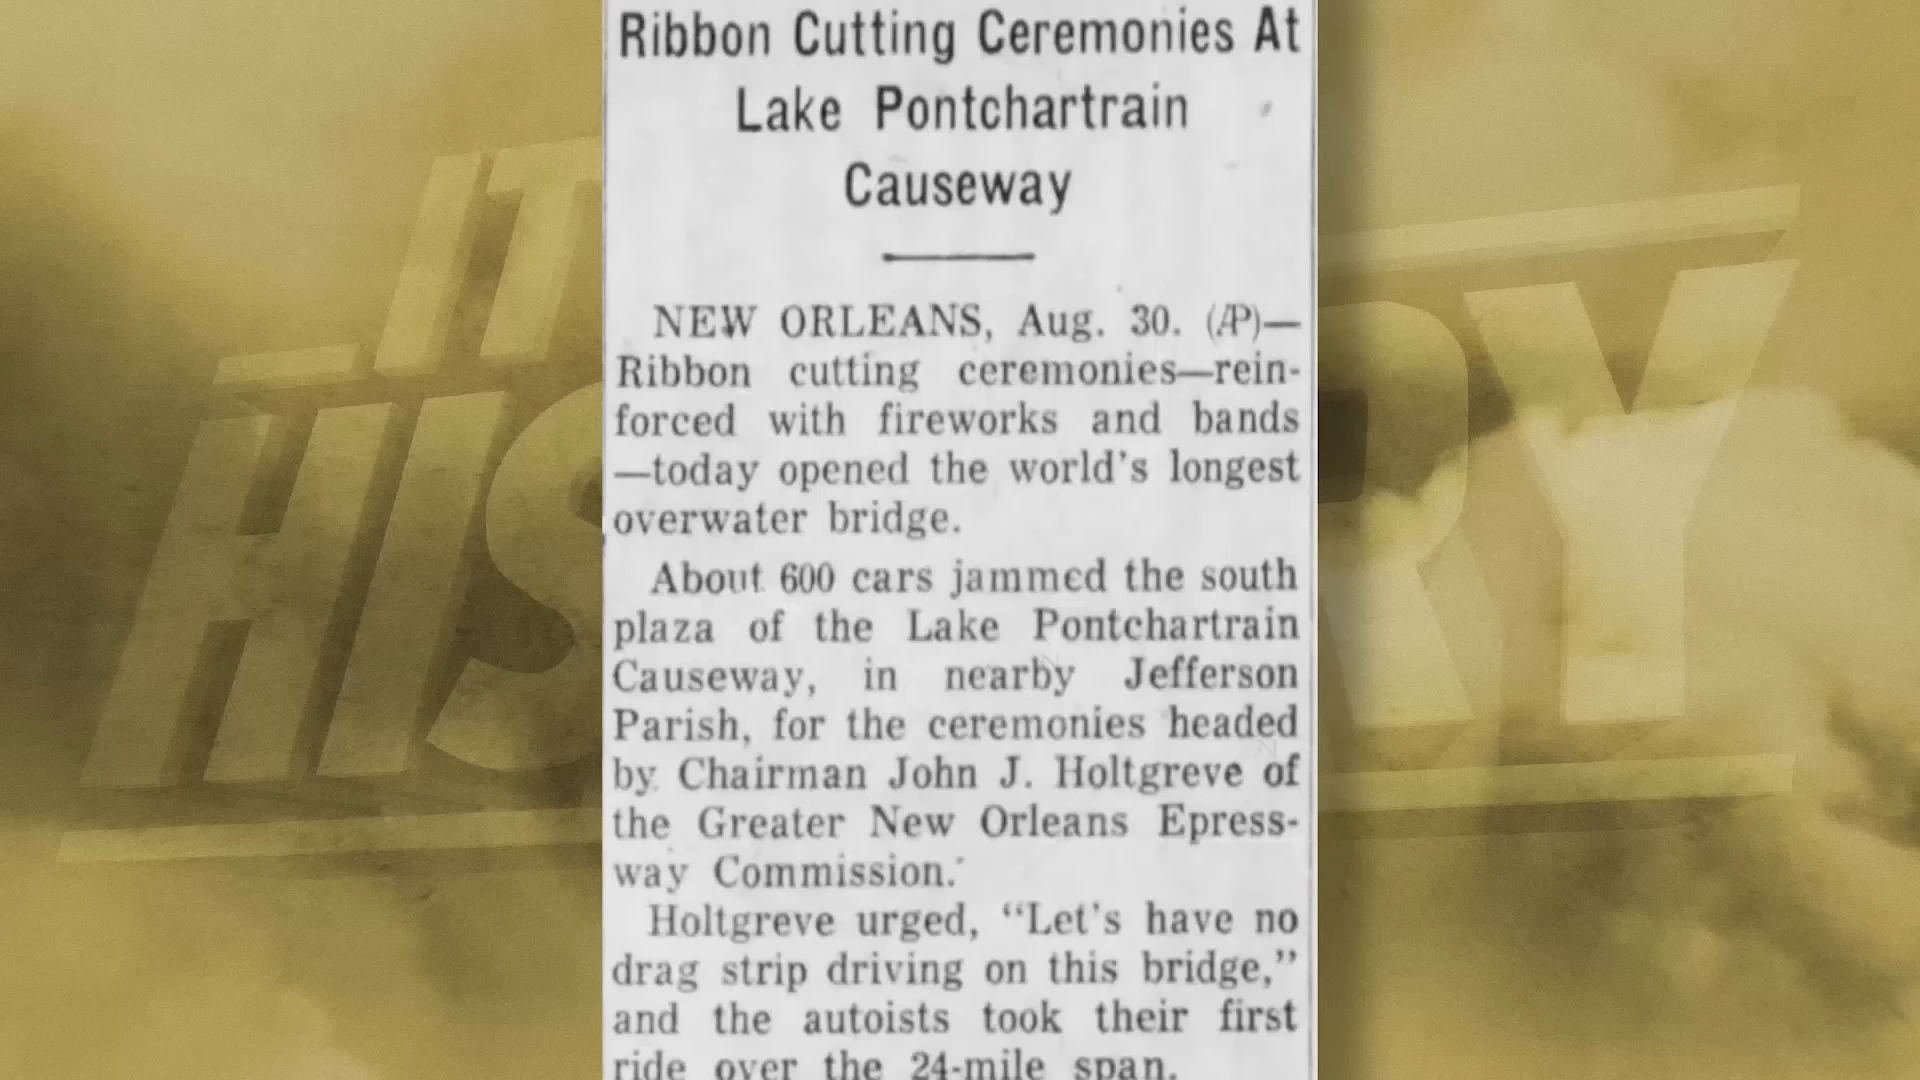 Ribbon Cutting Ceremonies At
Lake Pontchartrain
Causeway
NEW ORLEANS, Aug. 30. (AP)—
Ribbon cutting ceremonies—rein-
forced with fireworks and bands
—today opened the world's longest
overwater bridge.
About 600 cars jammed the south
plaza of the Lake Pontchartrain
Causeway, in nearby Jefferson
Parish, for the ceremonies headed
by Chairman John J. Holtgreve of
the Greater New Orleans Epress-
way Commission.
Holtgreve urged, "Let's have no
drag strip driving on this bridge,"
and the autoists took their first
ride over the 24-mile span.
IT
HIS
RY